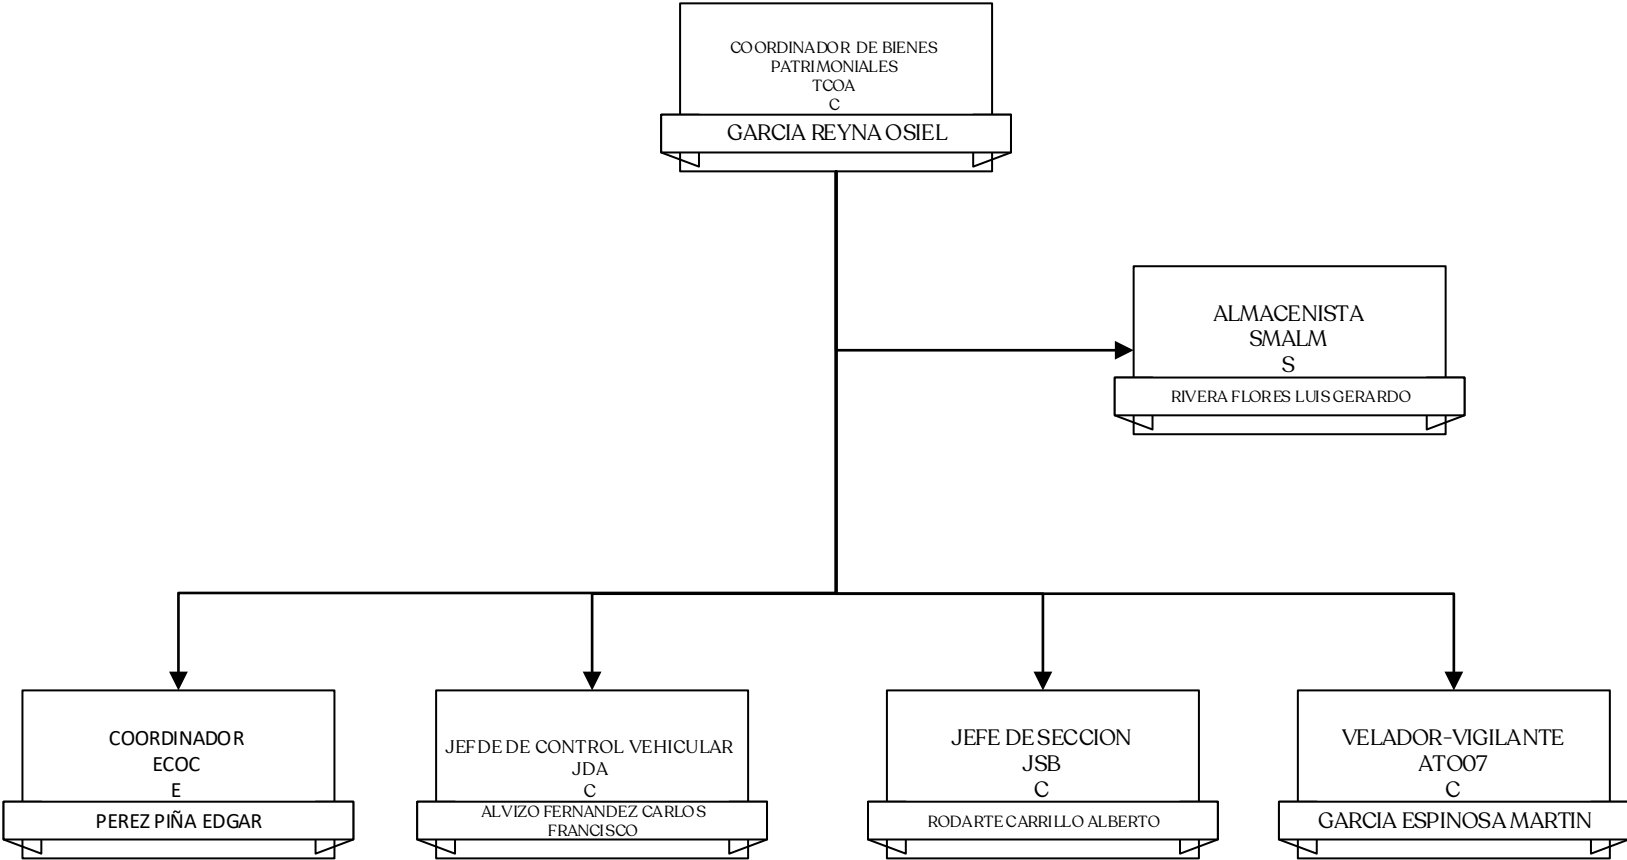 COORDINADOR DE BIENES
PATRIMONIALES
TCOA
C
GARCIA REYNA OSIEL
ALMACENISTA
SMALM
S
RIVERA FLORES LUIS GERARDO
COORDINADOR
ECOC
E
PEREZ PIÑA EDGAR
JEFDE DE CONTROL VEHICULAR
JDA
C
ALVIZO FERNANDEZ CARLOS
FRANCISCO
JEFE DE SECCION
JSB
C
RODARTE CARRILLO ALBERTO
VELADOR-VIGILANTE
ATO07
C
GARCIA ESPINOSA MARTIN